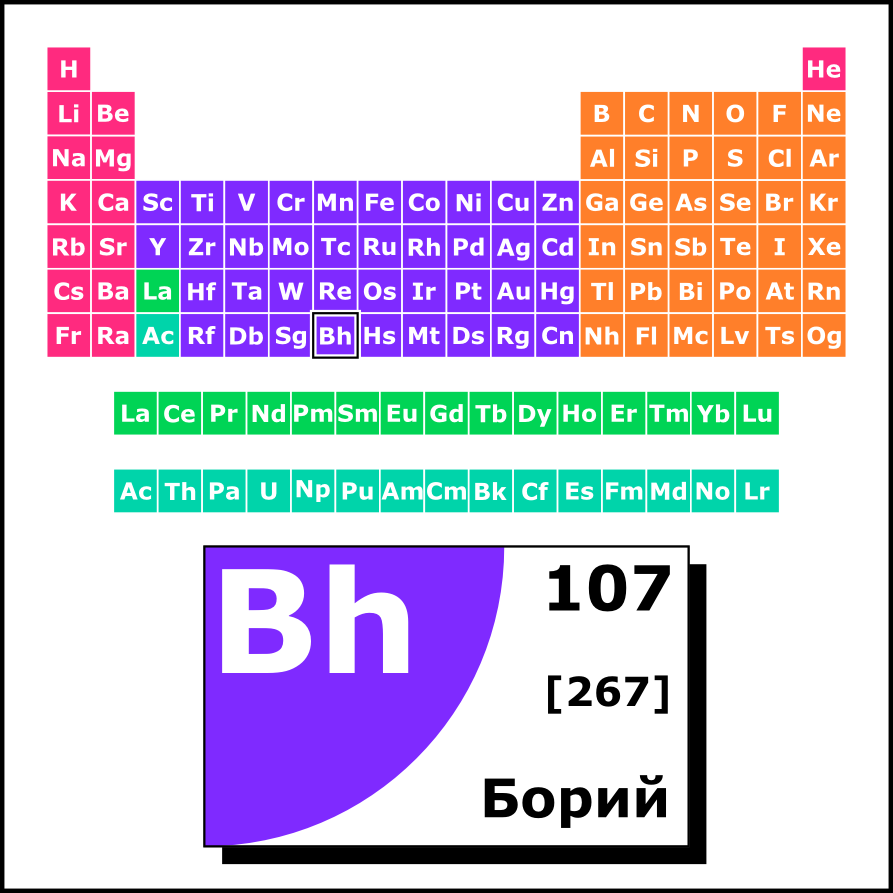 H He
Li Be B C N O F Ne
Na Mg Al Si P S Cl Ar
K Ca Sc Ti V Cr Mn Fe Co Ni Cu Zn Ga Ge As Se Br Kr
Rb Sr Y Zr Nb Mo Tc Ru Rh Pd Ag Cd In Sn Sb Te I Xe
Cs Ba La Hf Ta W Re Os Ir Pt Au Hg Tl Pb Bi Po At Rn
Fr Ra Ac Rf Db Sg Bh Hs Mt Ds Rg Cn Nh Fl Mc Lv Ts Og
La Ce Pr Nd Pm Sm Eu Gd Tb Dy Ho Er Tm Yb Lu
Ac Th Pa U Np Pu Am Cm Bk Cf Es Fm Md No Lr
Bh 107
[267]
Борий